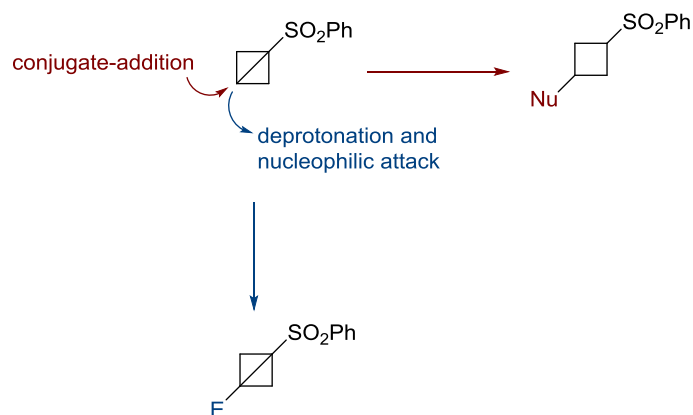 SO₂Ph
SO₂Ph
conjugate-addition
Nu
deprotonation and
nucleophilic attack
SO₂Ph